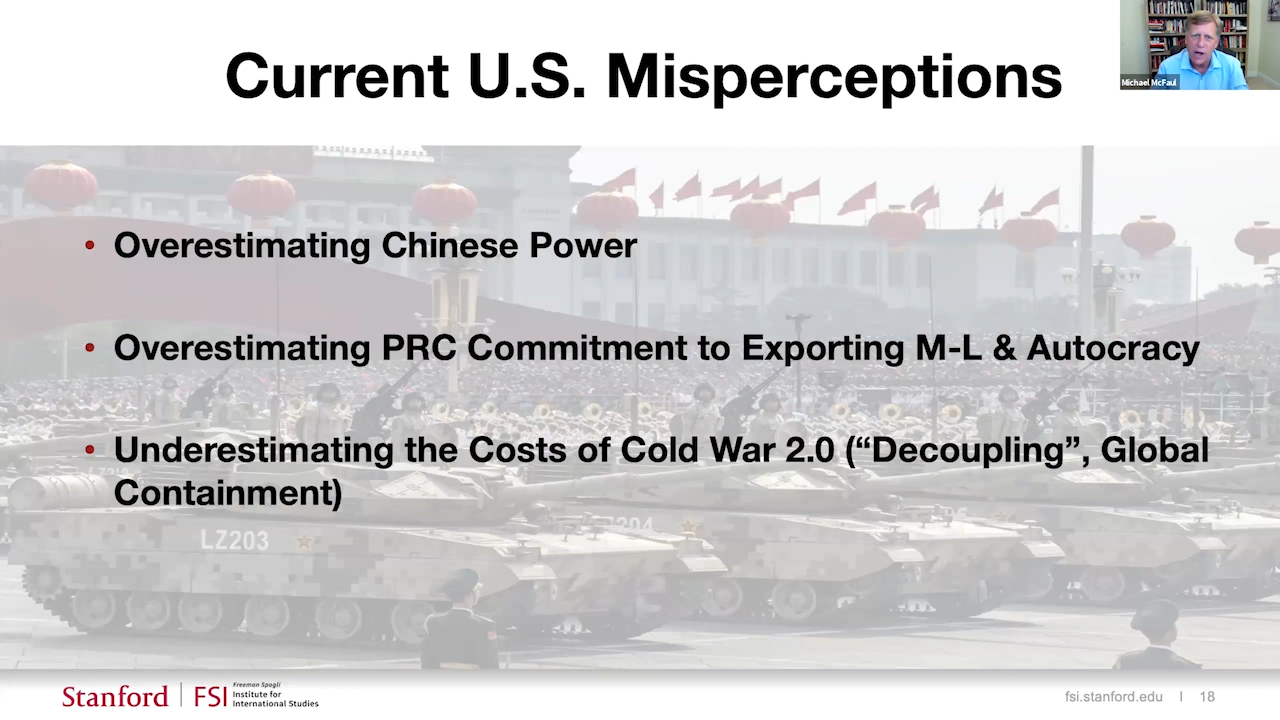 Current U.S. Misperceptions
Michael McFaul
• Overestimating Chinese Power
• Overestimating PRC Commitment to Exporting M-L & Autocracy
• Underestimating the Costs of Cold War 2.0 (“Decoupling”, Global
Containment)
LZ203
Stanford | FSI Freeman Spogli
Institute for
International Studies
fsi.stanford.edu | 18